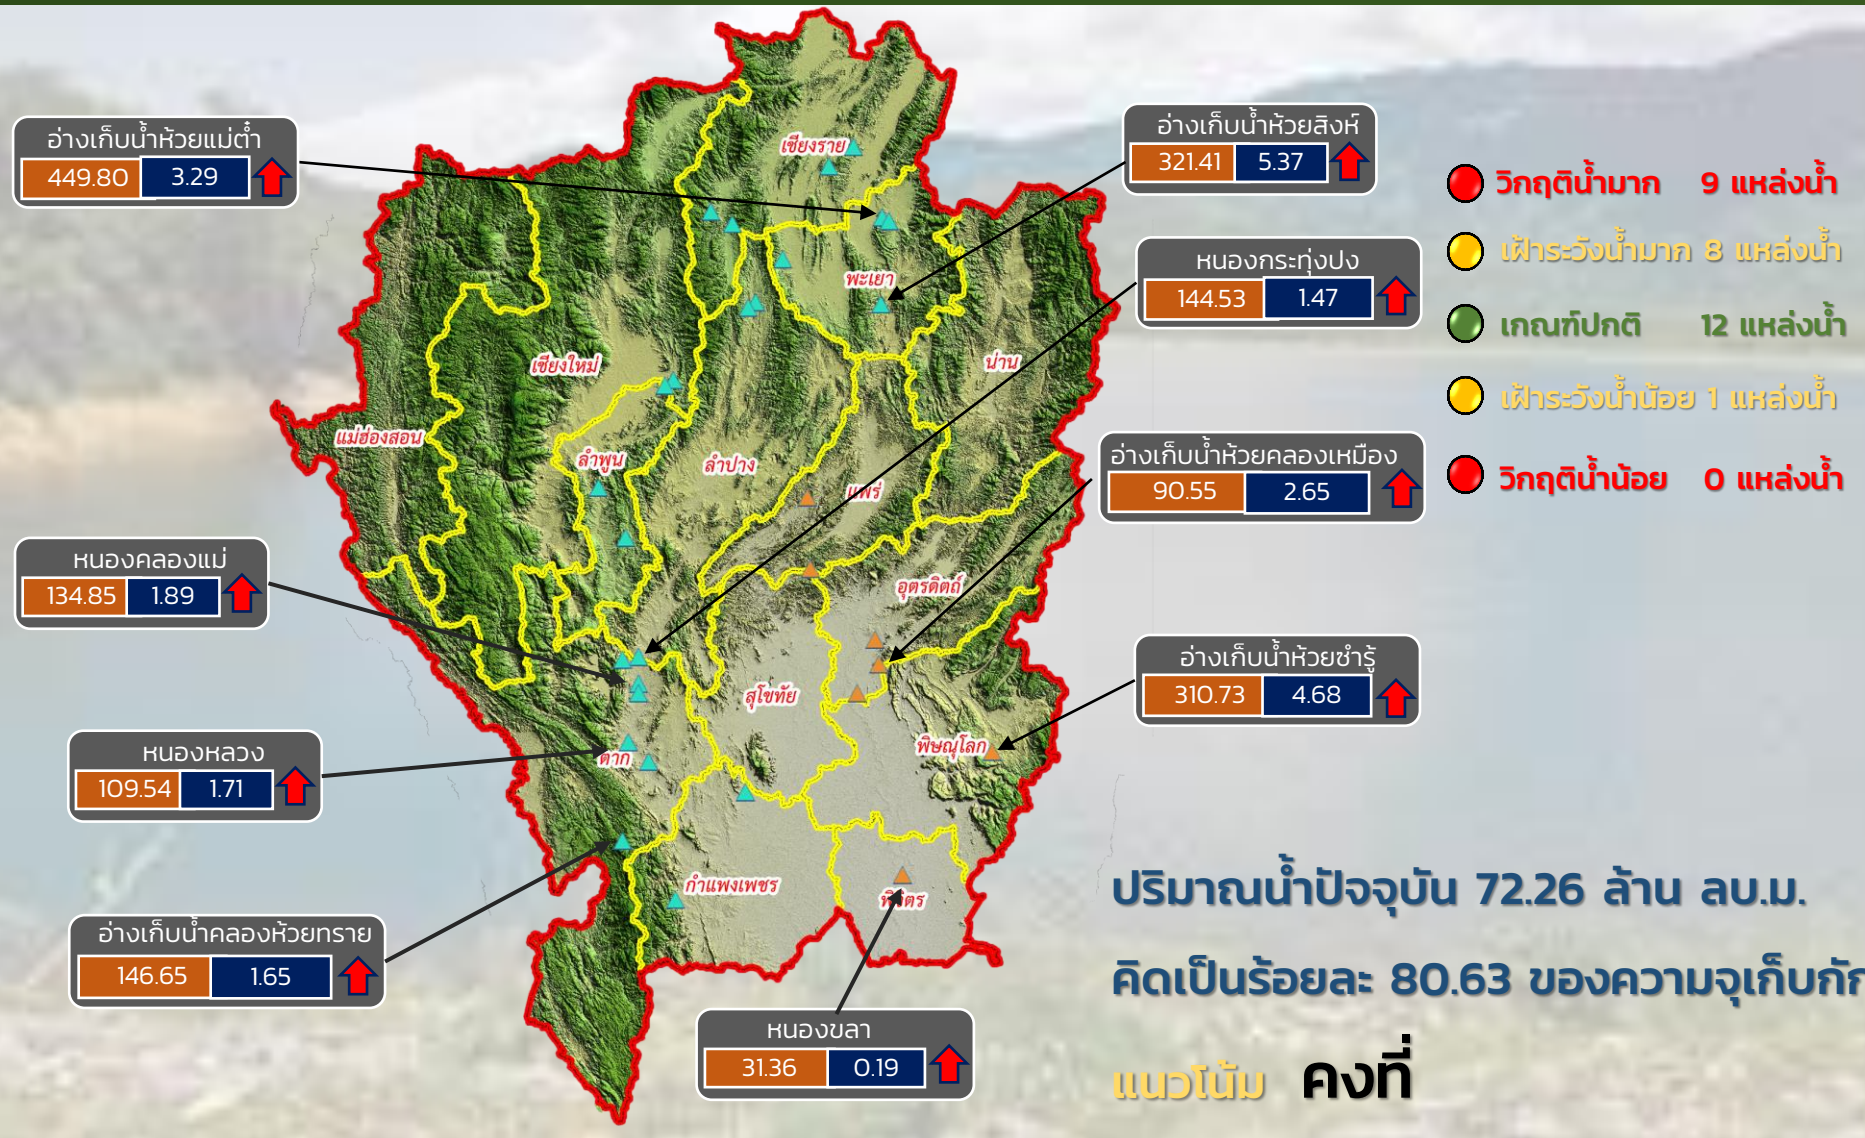 อ่างเก็บน้ำห้วยแม่ต๋ำ
449.80 3.29
อ่างเก็บน้ำห้วยสิงห์
321.41 5.37
หนองกระทุ่งปง
144.53 1.47
อ่างเก็บน้ำห้วยคลองเหมือง
90.55 2.65
หนองคลองแม่
134.85 1.89
อ่างเก็บน้ำห้วยซำรู้
310.73 4.68
หนองหลวง
109.54 1.71
อ่างเก็บน้ำคลองห้วยทราย
146.65 1.65
หนองขลา
31.36 0.19
เชียงราย
พะเยา
น่าน
เชียงใหม่
แม่ฮ่องสอน
ลำพูน
ลำปาง
แพร่
อุตรดิตถ์
สุโขทัย
ตาก
พิษณุโลก
กำแพงเพชร
วิกฤติน้ำมาก 9 แหล่งน้ำ
เฝ้าระวังน้ำมาก 8 แหล่งน้ำ
เกณฑ์ปกติ 12 แหล่งน้ำ
เฝ้าระวังน้ำน้อย 1 แหล่งน้ำ
วิกฤติน้ำน้อย 0 แหล่งน้ำ
ปริมาณน้ำปัจจุบัน 72.26 ล้าน ลบ.ม.
คิดเป็นร้อยละ 80.63 ของความจุเก็บกัก
แนวโน้ม คงที่